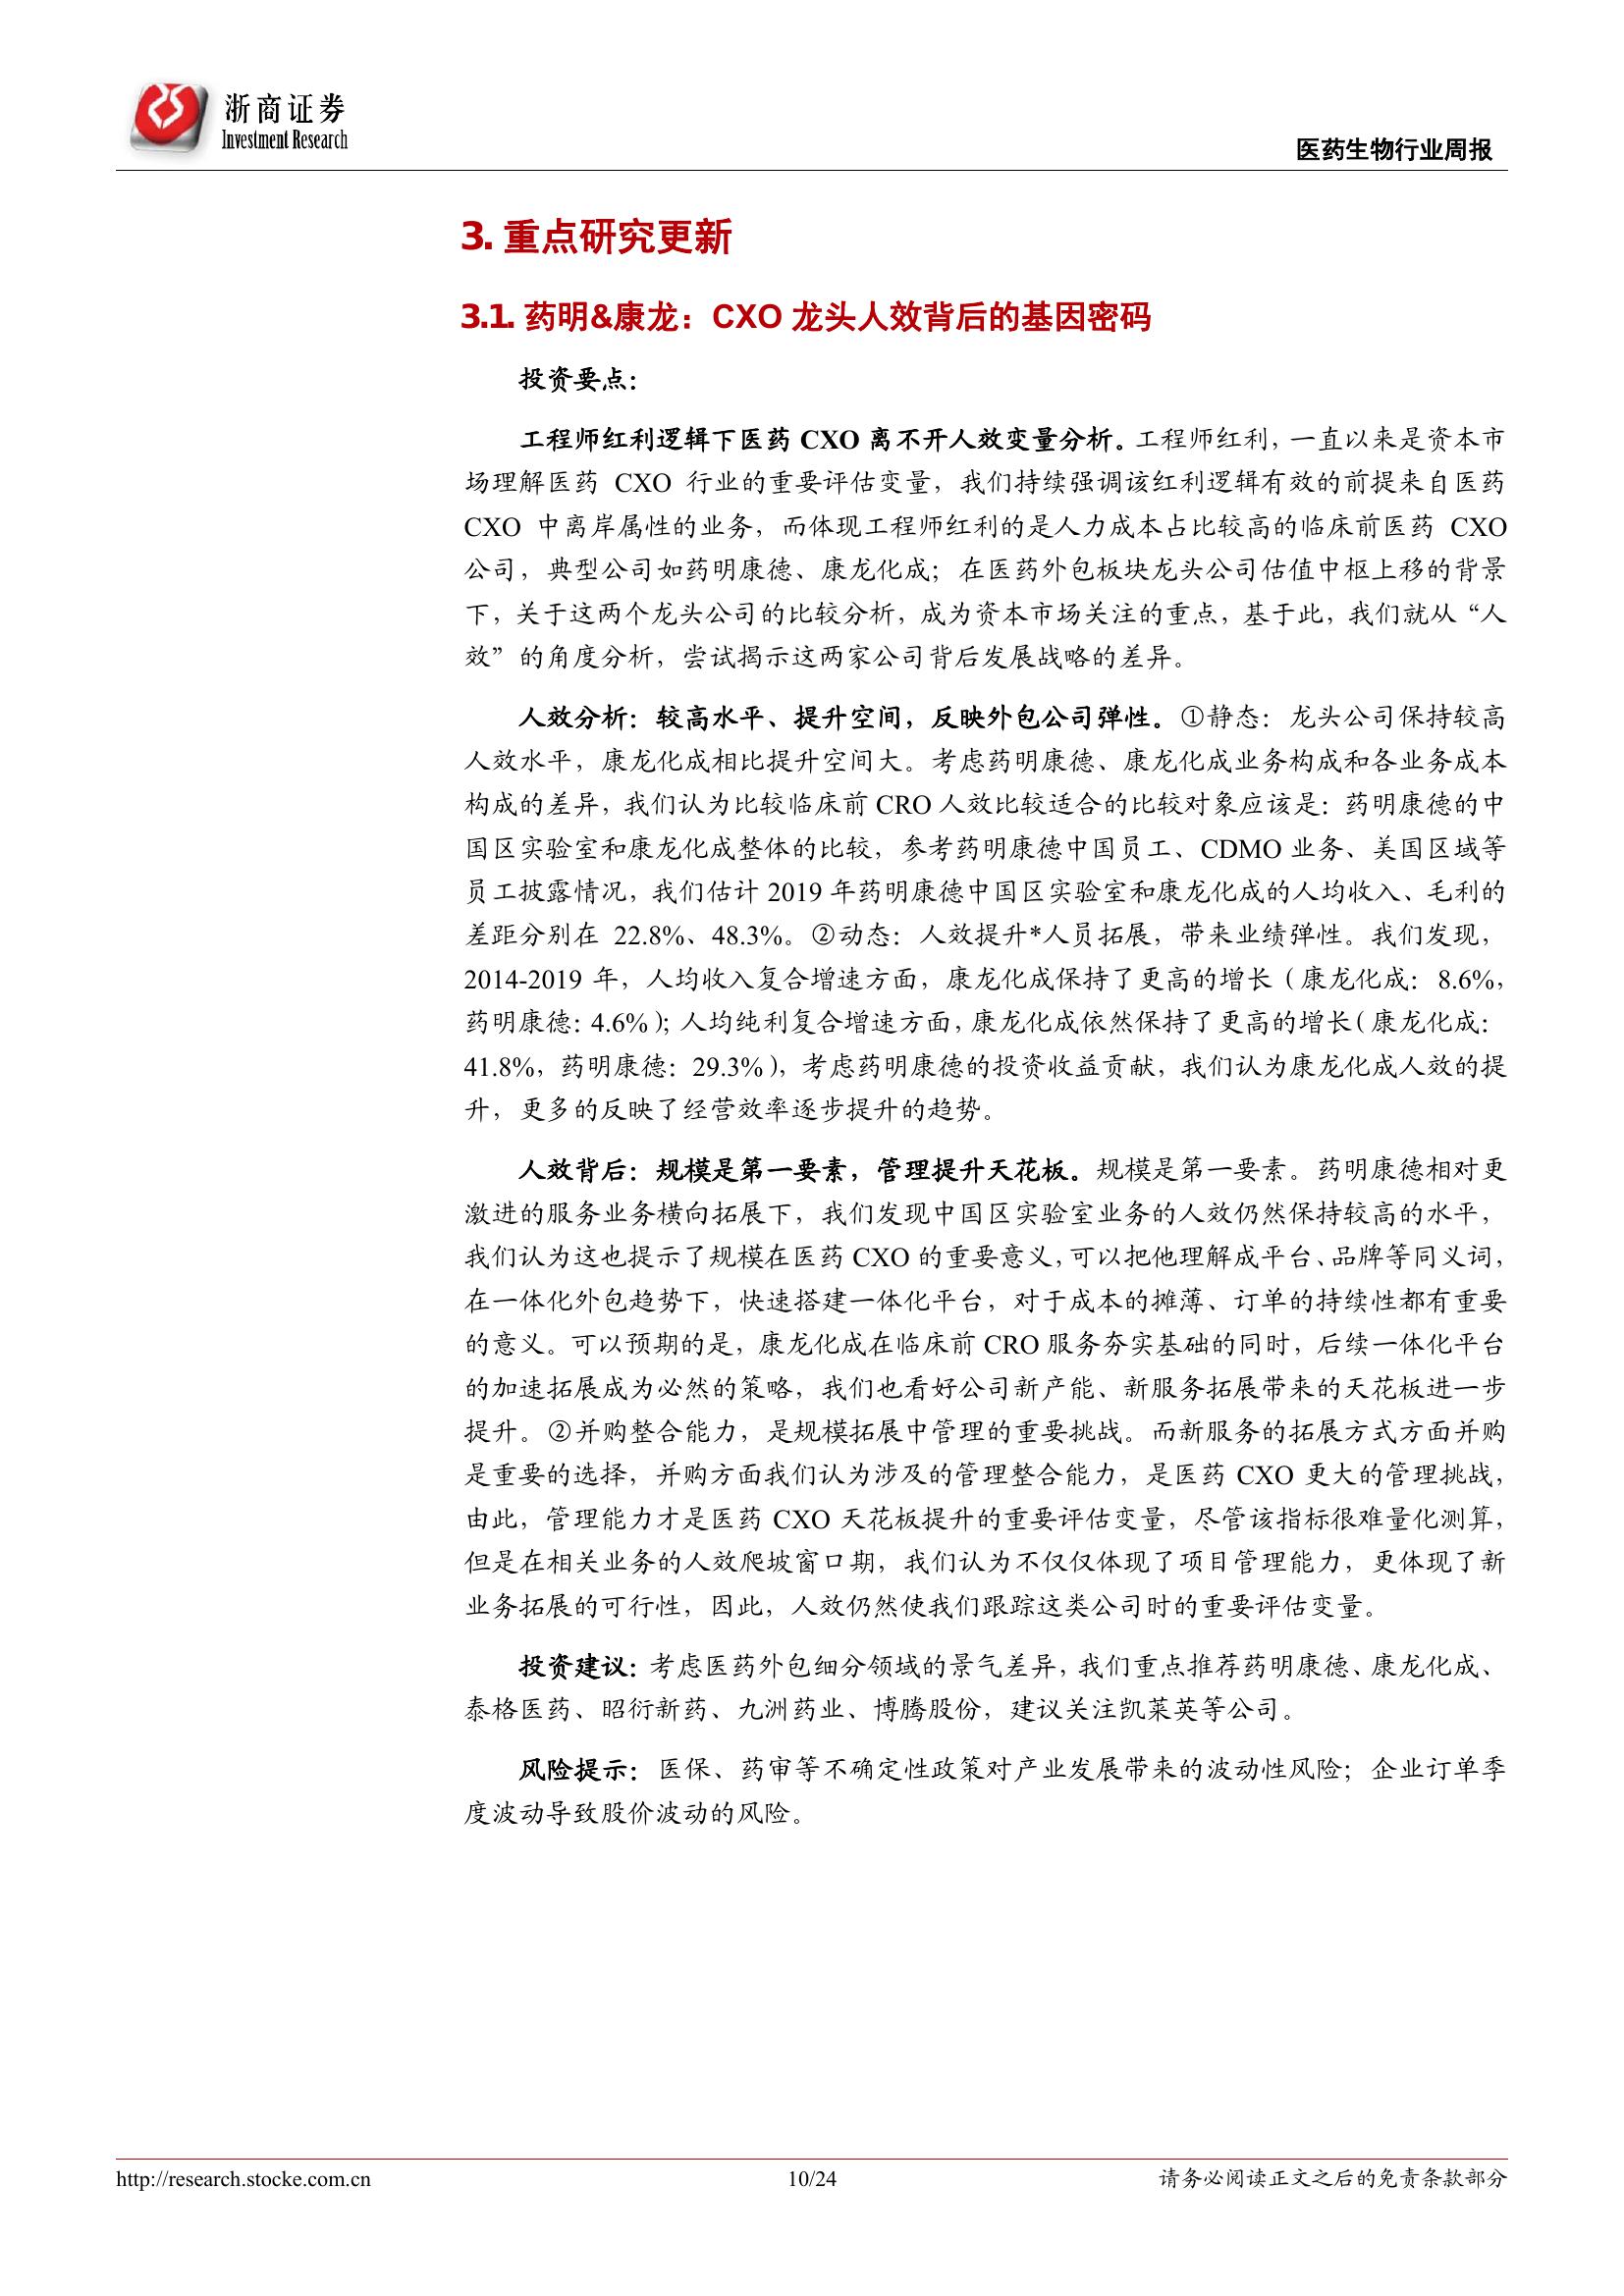 浙商证券
Investment Research
医药生物行业周报
3. 重点研究更新
3.1. 药明&康龙：CXO 龙头人效背后的基因密码
投资要点：
工程师红利逻辑下医药 CXO 离不开人效变量分析。工程师红利，一直以来是资本市
场理解医药 CXO 行业的重要评估变量，我们持续强调该红利逻辑有效的前提来自医药
CXO 中离岸属性的业务，而体现工程师红利的是人力成本占比较高的临床前医药 CXO
公司，典型公司如药明康德、康龙化成；在医药外包板块龙头公司估值中枢上移的背景
下，关于这两个龙头公司的比较分析，成为资本市场关注的重点，基于此，我们就从“人
效”的角度分析，尝试揭示这两家公司背后发展战略的差异。
人效分析：较高水平、提升空间，反映外包公司弹性。①静态：龙头公司保持较高
人效水平，康龙化成相比提升空间大。考虑药明康德、康龙化成业务构成和各业务成本
构成的差异，我们认为比较临床前 CRO 人效比较适合的比较对象应该是：药明康德的中
国区实验室和康龙化成整体的比较，参考药明康德中国员工、CDMO 业务、美国区域等
员工披露情况，我们估计 2019 年药明康德中国区实验室和康龙化成的人均收入、毛利的
差距分别在 22.8%、48.3%。②动态：人效提升*人员拓展，带来业绩弹性。我们发现，
2014-2019 年，人均收入复合增速方面，康龙化成保持了更高的增长（康龙化成：8.6%，
药明康德：4.6%）；人均纯利复合增速方面，康龙化成依然保持了更高的增长（康龙化成：
41.8%，药明康德：29.3%），考虑药明康德的投资收益贡献，我们认为康龙化成人效的提
升，更多的反映了经营效率逐步提升的趋势。
人效背后：规模是第一要素，管理提升天花板。规模是第一要素。药明康德相对更
激进的服务业务横向拓展下，我们发现中国区实验室业务的人效仍然保持较高的水平，
我们认为这也提示了规模在医药 CXO 的重要意义，可以把他理解成平台、品牌等同义词，
在一体化外包趋势下，快速搭建一体化平台，对于成本的摊薄、订单的持续性都有重要
的意义。可以预期的是，康龙化成在临床前 CRO 服务夯实基础的同时，后续一体化平台
的加速拓展成为必然的策略，我们也看好公司新产能、新服务拓展带来的天花板进一步
提升。②并购整合能力，是规模拓展中管理的重要挑战。而新服务的拓展方式方面并购
是重要的选择，并购方面我们认为涉及的管理整合能力，是医药 CXO 更大的管理挑战，
由此，管理能力才是医药 CXO 天花板提升的重要评估变量，尽管该指标很难量化测算，
但是在相关业务的人效爬坡窗口期，我们认为不仅仅体现了项目管理能力，更体现了新
业务拓展的可行性，因此，人效仍然使我们跟踪这类公司时的重要评估变量。
投资建议：考虑医药外包细分领域的景气差异，我们重点推荐药明康德、康龙化成、
泰格医药、昭衍新药、九洲药业、博腾股份，建议关注凯莱英等公司。
风险提示：医保、药审等不确定性政策对产业发展带来的波动性风险；企业订单季
度波动导致股价波动的风险。
http://research.stocke.com.cn
10/24
请务必阅读正文之后的免责条款部分